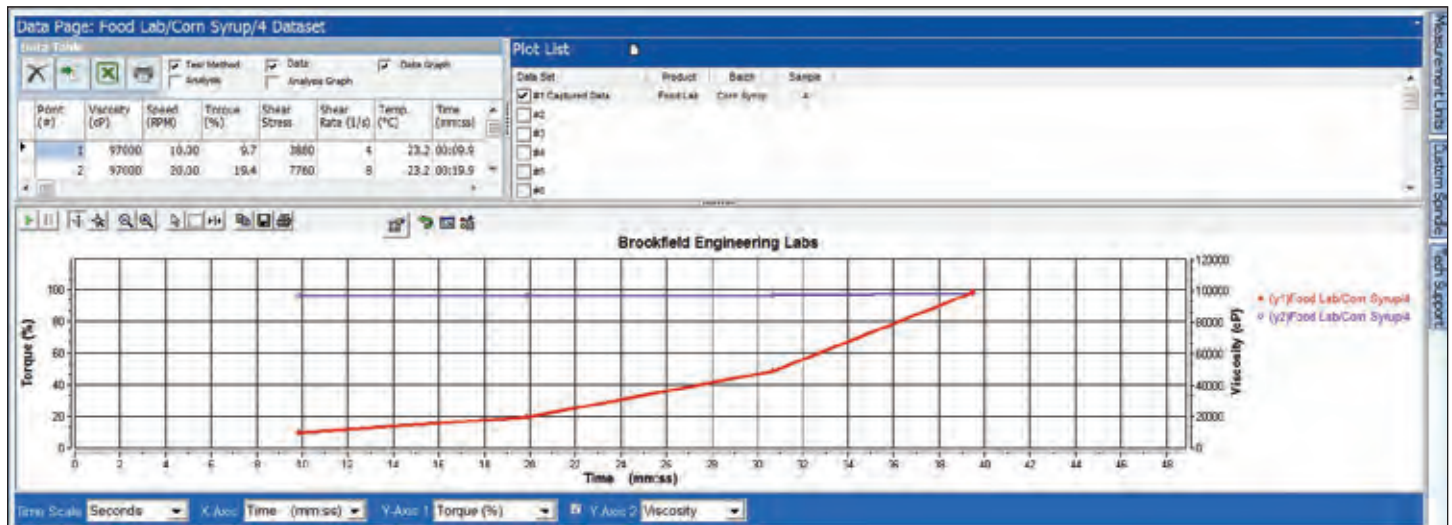 Data Page: Food Lab/Corn Syrup/4 Dataset
Data Table
Test Method Data Data Graph
Analysis Analysis Graph
Point (#) Viscosity (cP) Speed (RPM) Torque (%) Shear Stress Shear Rate (1/s) Temp. (°C) Time (mm:ss)
1 97000 10.00 9.7 3880 4 23.2 00:09.9
2 97000 20.00 19.4 7760 8 23.2 00:19.9
Plot List
Data Set Product Batch Sample
#1 Captured Data Food Lab Corn Syrup 4
#2
#3
#4
#5
#6
Measurement Units
Custom Spindle
Tech Support
Brookfield Engineering Labs
Torque (%)
100
80
60
40
20
0
120000
100000
80000
60000
40000
20000
0
Viscosity (cP)
(y1)Food Lab/Corn Syrup/4
(y2)Food Lab/Corn Syrup/4
0 2 4 6 8 10 12 14 16 18 20 22 24 26 28 30 32 34 36 38 40 42 44 46 48
Time (mm:ss)
Time Scale Seconds X Axis Time (mm:ss) Y-Axis 1 Torque (%) Y Axis 2 Viscosity